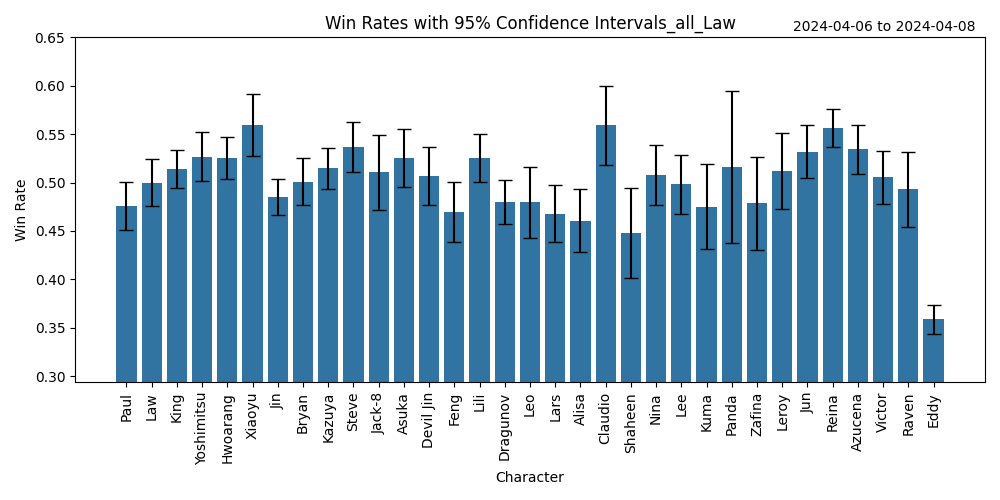 Win Rates with 95% Confidence Intervals_all_Law
2024-04-06 to 2024-04-08
Win Rate
0.65
0.60
0.55
0.50
0.45
0.40
0.35
0.30
Paul
Law
King
Yoshimitsu
Hwoarang
Xiaoyu
Jin
Bryan
Kazuya
Steve
Jack-8
Asuka
Devil Jin
Feng
Lili
Dragunov
Leo
Lars
Alisa
Claudio
Shaheen
Nina
Lee
Kuma
Panda
Zafina
Leroy
Jun
Reina
Azucena
Victor
Raven
Eddy
Character